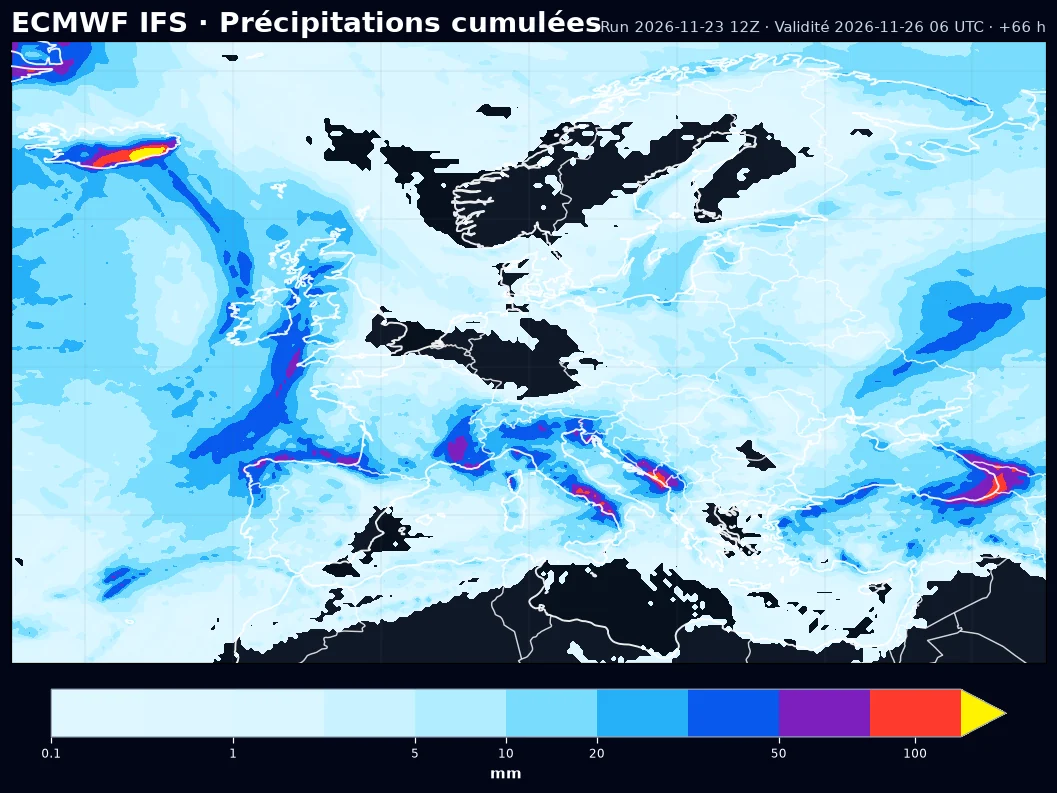 ECMWF IFS · Précipitations cumulées
Run 2026-11-23 12Z · Validité 2026-11-26 06 UTC · +66 h
0.1 1 5 10 20 50 100
mm